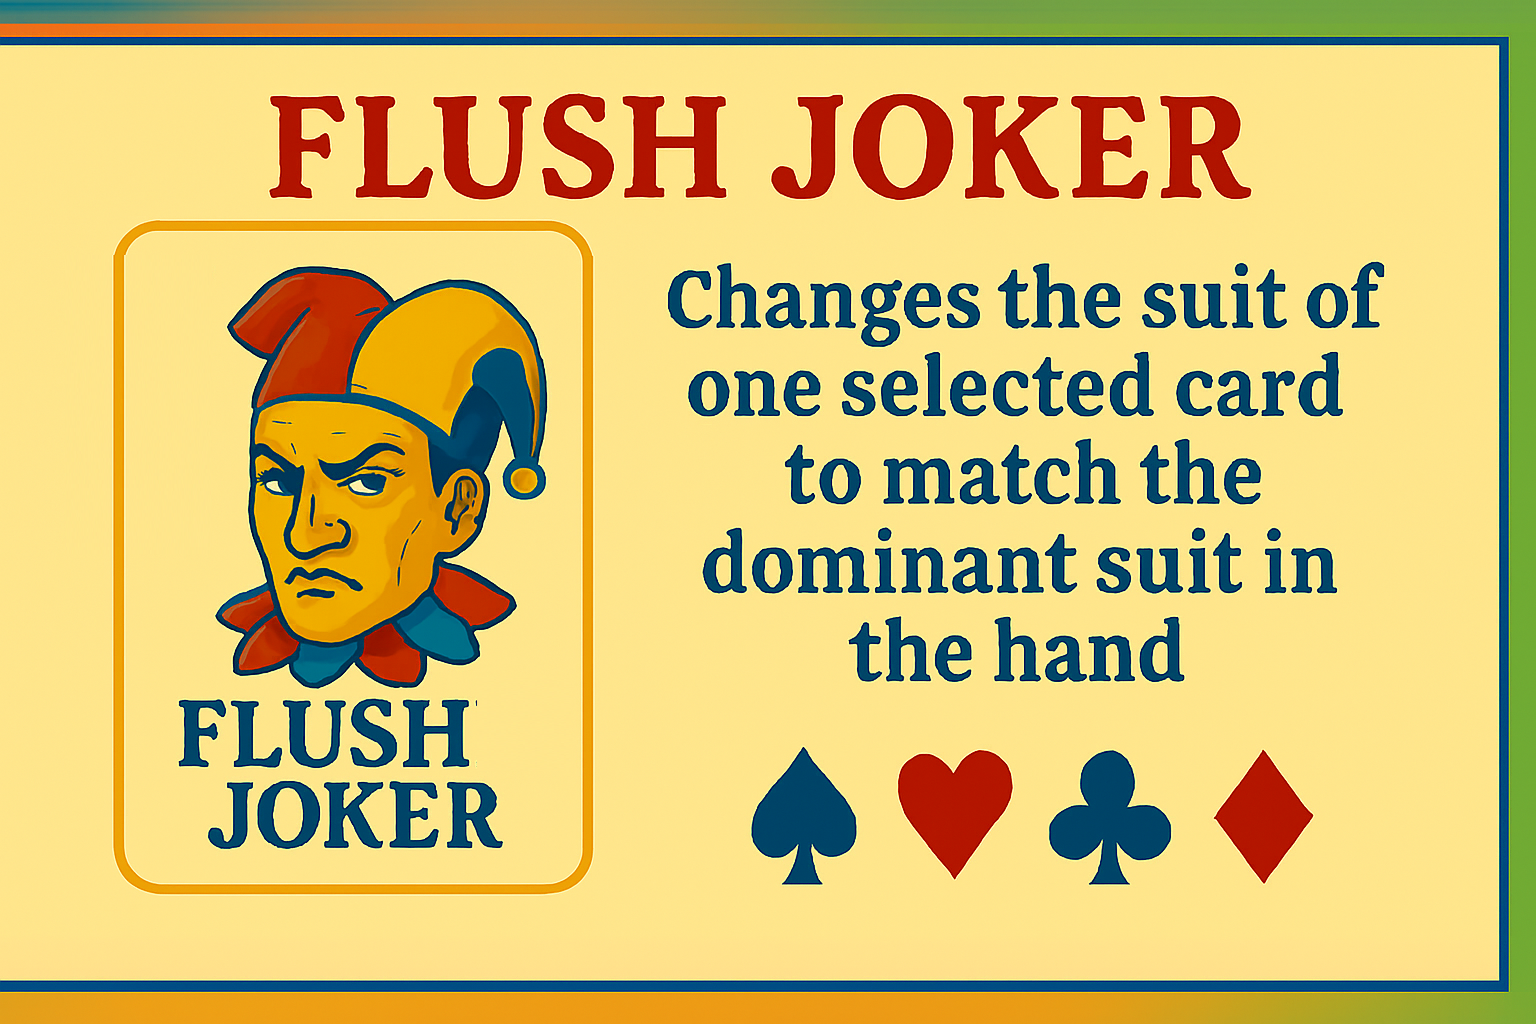 FLUSH JOKER
FLUSH
JOKER
Changes the suit of
one selected card
to match the
dominant suit in
the hand